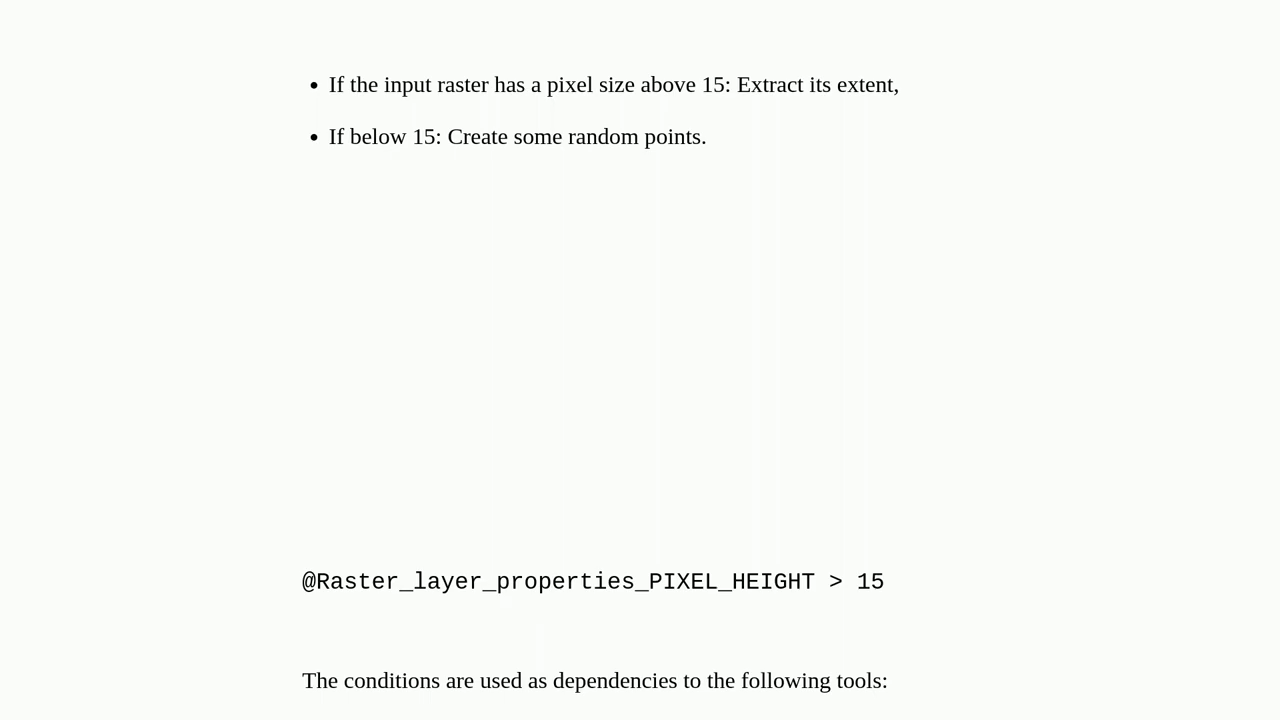 • If the input raster has a pixel size above 15: Extract its extent,
• If below 15: Create some random points.
@Raster_layer_properties_PIXEL_HEIGHT > 15
The conditions are used as dependencies to the following tools: